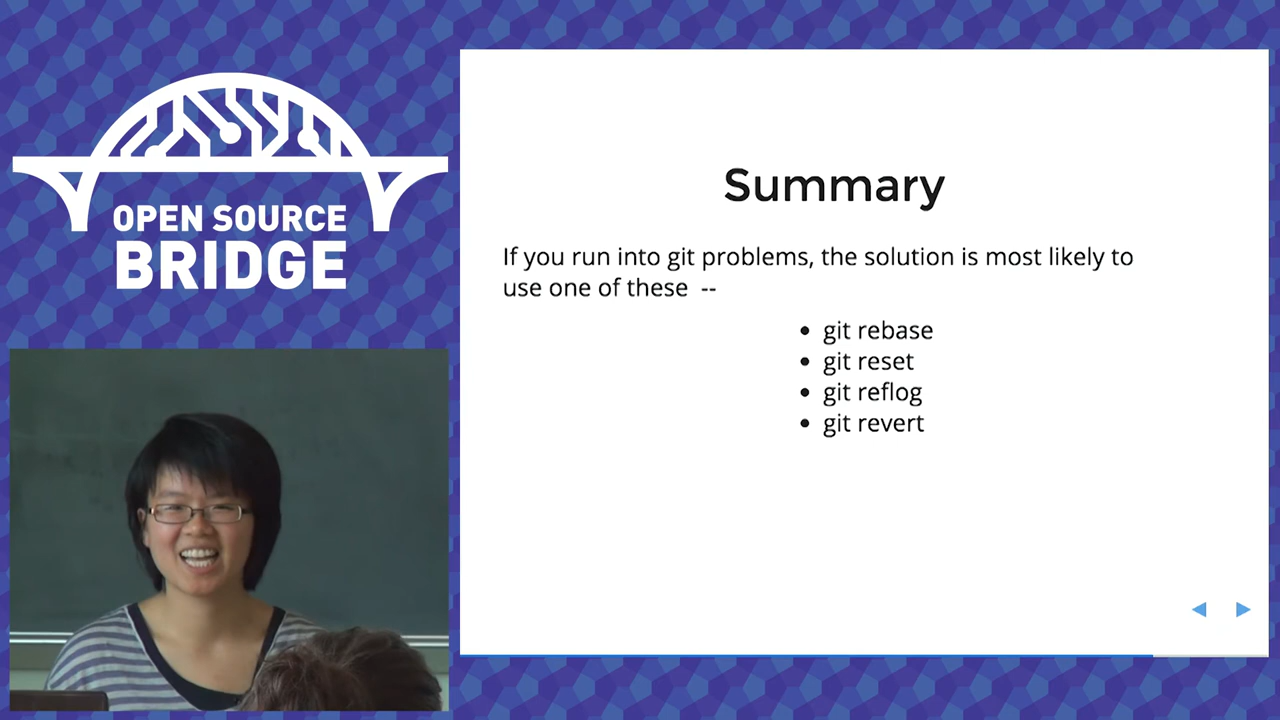 OPEN SOURCE
BRIDGE
Summary
If you run into git problems, the solution is most likely to
use one of these --
• git rebase
• git reset
• git reflog
• git revert